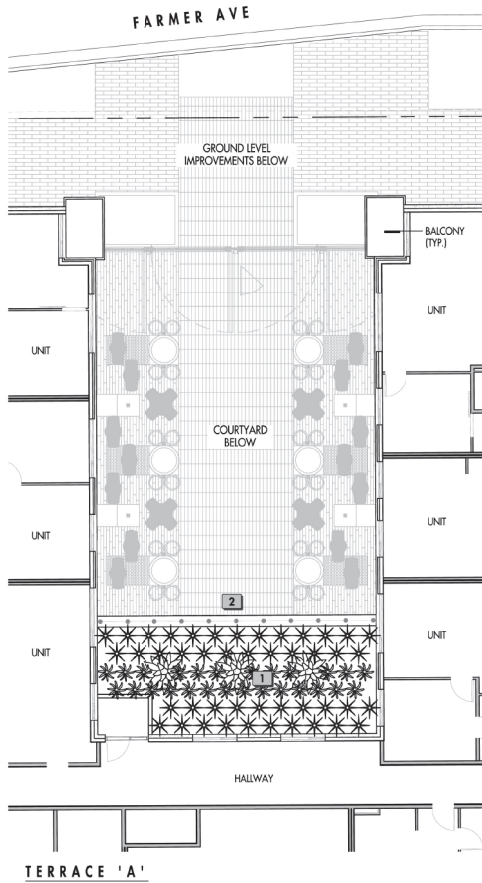 FARMER AVE
GROUND LEVEL
IMPROVEMENTS BELOW
BALCONY
(TYP.)
UNIT
UNIT
COURTYARD
BELOW
UNIT
UNIT
2
UNIT
UNIT
1
HALLWAY
TERRACE 'A'